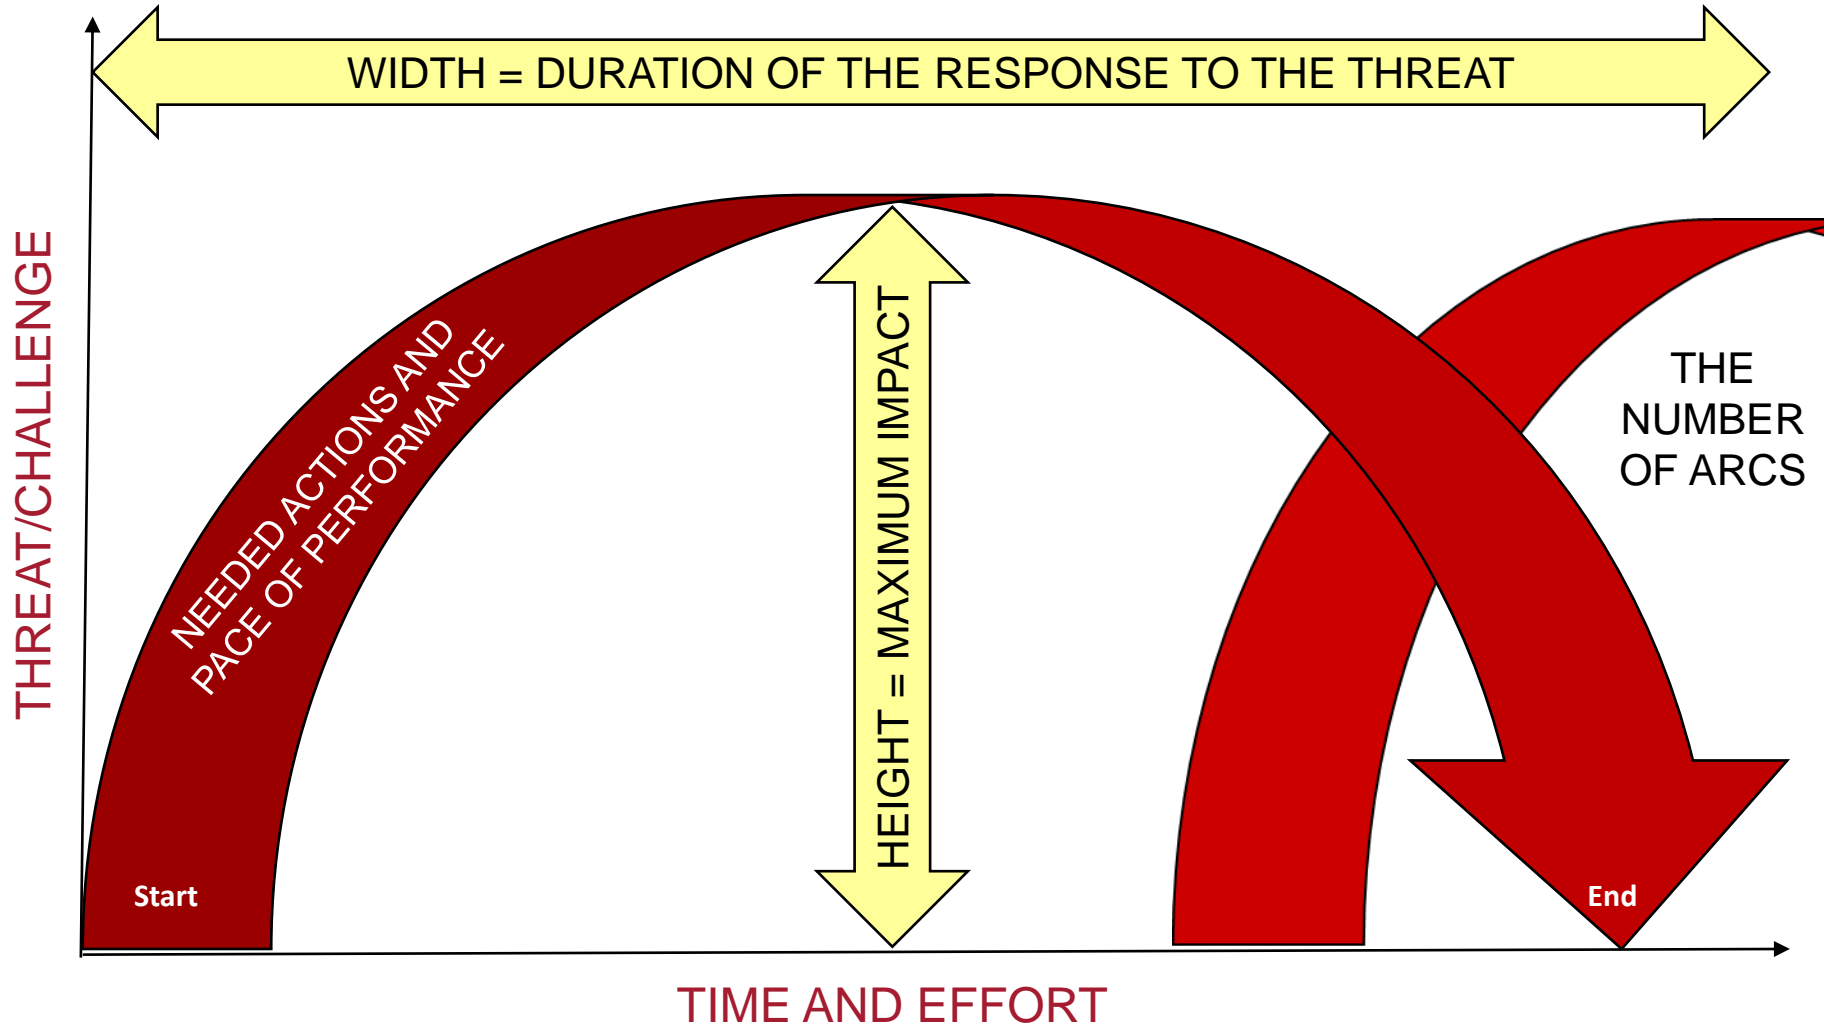 WIDTH = DURATION OF THE RESPONSE TO THE THREAT
THREAT/CHALLENGE
NEEDED ACTIONS AND
PACE OF PERFORMANCE
HEIGHT = MAXIMUM IMPACT
THE
NUMBER
OF ARCS
Start
End
TIME AND EFFORT